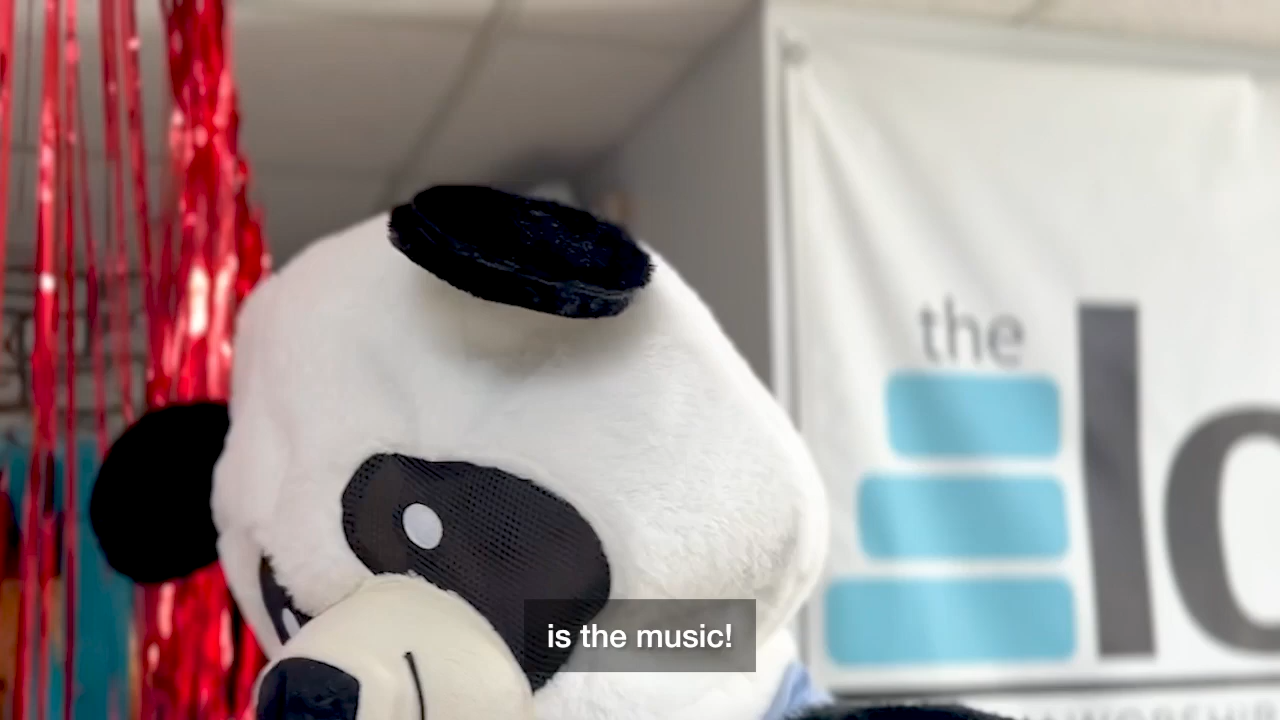 the
lo
is the music!